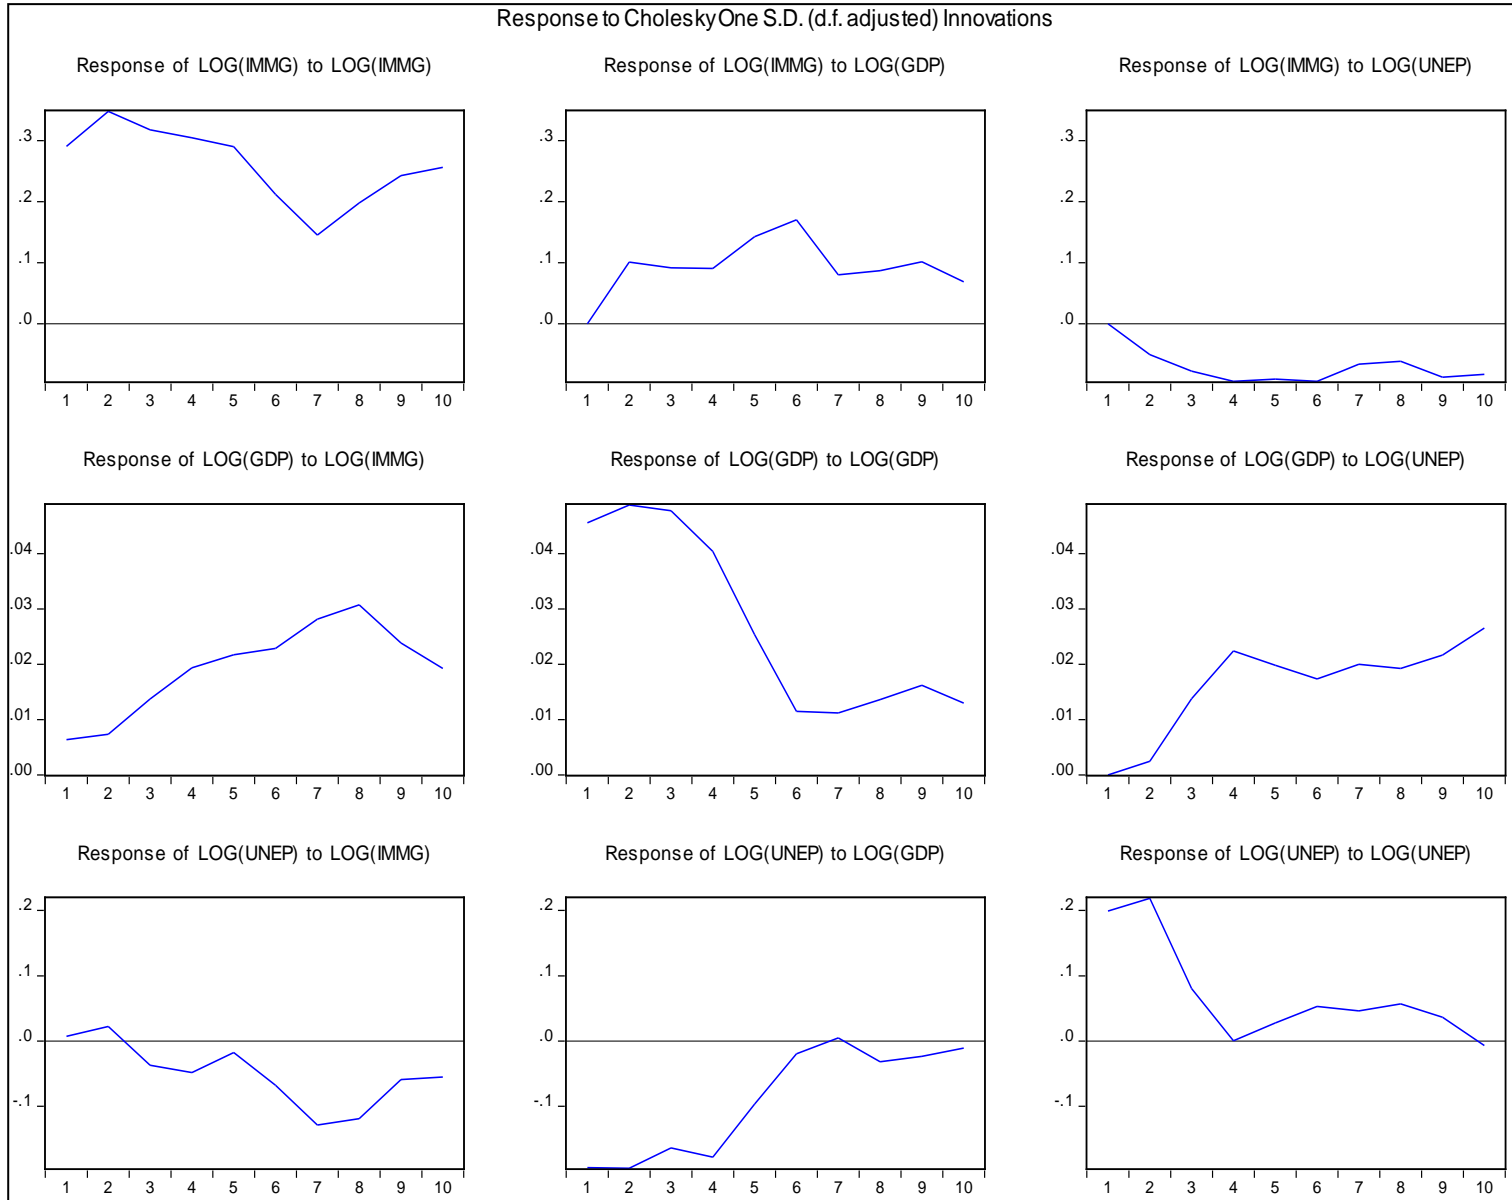 Response to Cholesky One S.D. (d.f. adjusted) Innovations
Response of LOG(IMMG) to LOG(IMMG)
.3
.2
.1
.0
1 2 3 4 5 6 7 8 9 10
Response of LOG(IMMG) to LOG(GDP)
.3
.2
.1
.0
1 2 3 4 5 6 7 8 9 10
Response of LOG(IMMG) to LOG(UNEP)
.3
.2
.1
.0
1 2 3 4 5 6 7 8 9 10
Response of LOG(GDP) to LOG(IMMG)
.04
.03
.02
.01
.00
1 2 3 4 5 6 7 8 9 10
Response of LOG(GDP) to LOG(GDP)
.04
.03
.02
.01
.00
1 2 3 4 5 6 7 8 9 10
Response of LOG(GDP) to LOG(UNEP)
.04
.03
.02
.01
.00
1 2 3 4 5 6 7 8 9 10
Response of LOG(UNEP) to LOG(IMMG)
.2
.1
.0
-.1
1 2 3 4 5 6 7 8 9 10
Response of LOG(UNEP) to LOG(GDP)
.2
.1
.0
-.1
1 2 3 4 5 6 7 8 9 10
Response of LOG(UNEP) to LOG(UNEP)
.2
.1
.0
-.1
1 2 3 4 5 6 7 8 9 10